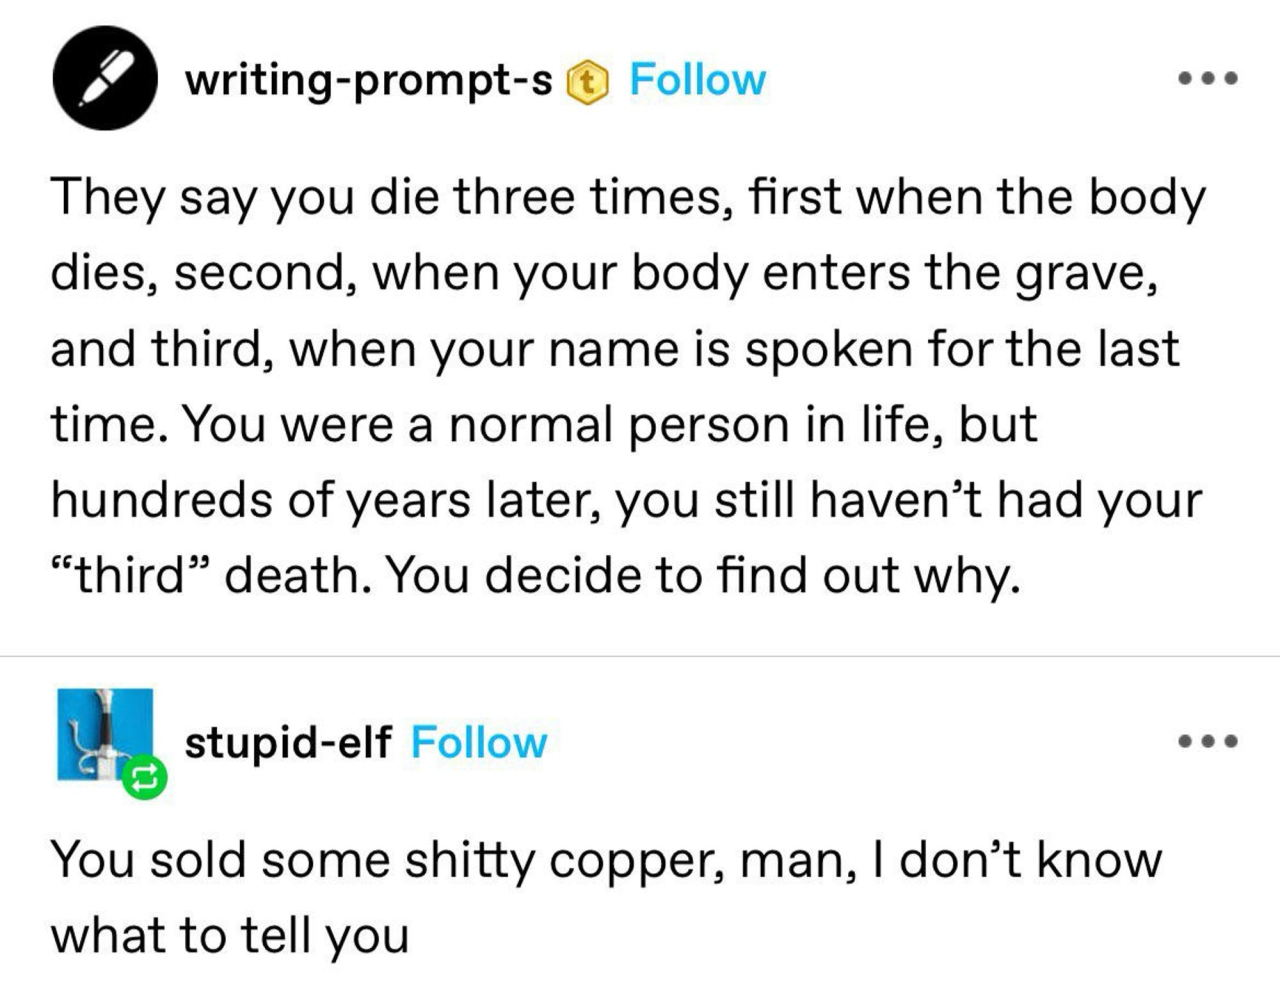 writing-prompt-s t Follow
They say you die three times, first when the body
dies, second, when your body enters the grave,
and third, when your name is spoken for the last
time. You were a normal person in life, but
hundreds of years later, you still haven’t had your
“third” death. You decide to find out why.
stupid-elf Follow
You sold some shitty copper, man, I don’t know
what to tell you